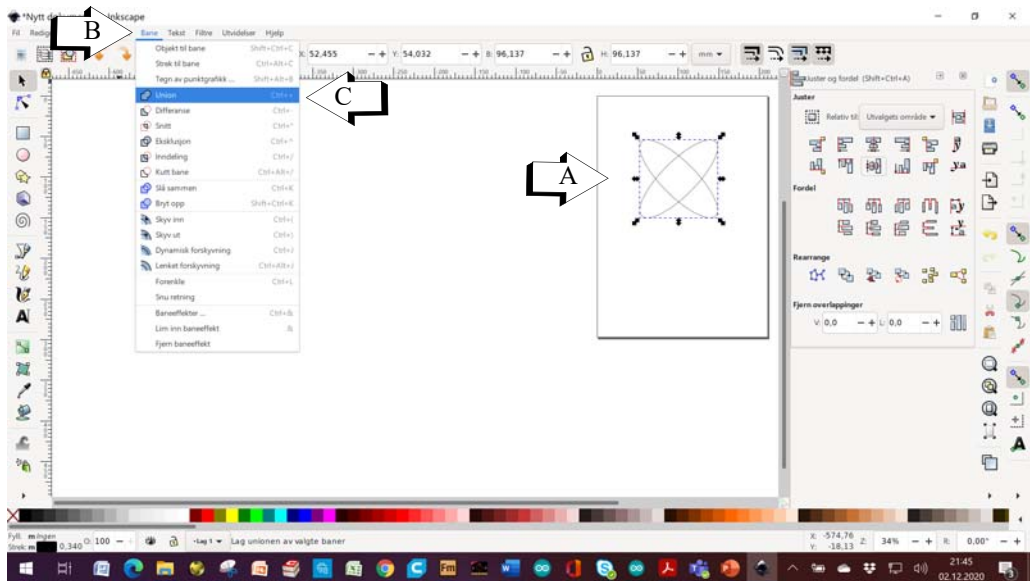 *Nytt
nkscape
B
Fil
Bane Tekst Filtre Utvidelser Hjelp
Objekt til bane Shift+Ctrl+C
Strek til bane Ctrl+Alt+C
Tegn av punktgrafikk ... Shift+Alt+B
Union Ctrl++
Differanse Ctrl+-
Snitt Ctrl+*
Eksklusjon Ctrl+^
Inndeling Ctrl+/
Kutt bane Ctrl+Alt+/
Slå sammen Ctrl+K
Bryt opp Shift+Ctrl+K
Skyv inn Ctrl+(
Skyv ut Ctrl+)
Dynamisk forskyvning Ctrl+J
Lenket forskyvning Ctrl+Alt+J
Forenkle Ctrl+L
Snu retning
Baneeffekter ... Ctrl+&
Lim inn baneeffekt &
Fjern baneeffekt
C
A
X: 52,455 − + Y: 54,032 − + B: 96,137 − + H: 96,137 − + mm
Juster og fordel (Shift+Ctrl+A)
Juster
Relativ til: Utvalgets område
Fordel
Rearrange
Fjern overlappinger
V: 0,0 − + L: 0,0 − +
Fyll: Ingen
Strek: 0,340 O: 100 −
-Lag 1 Lag unionen av valgte baner
X: -574,76
Y: -18,13
Z: 34% − + R: 0,00° − +
21:45
02.12.2020